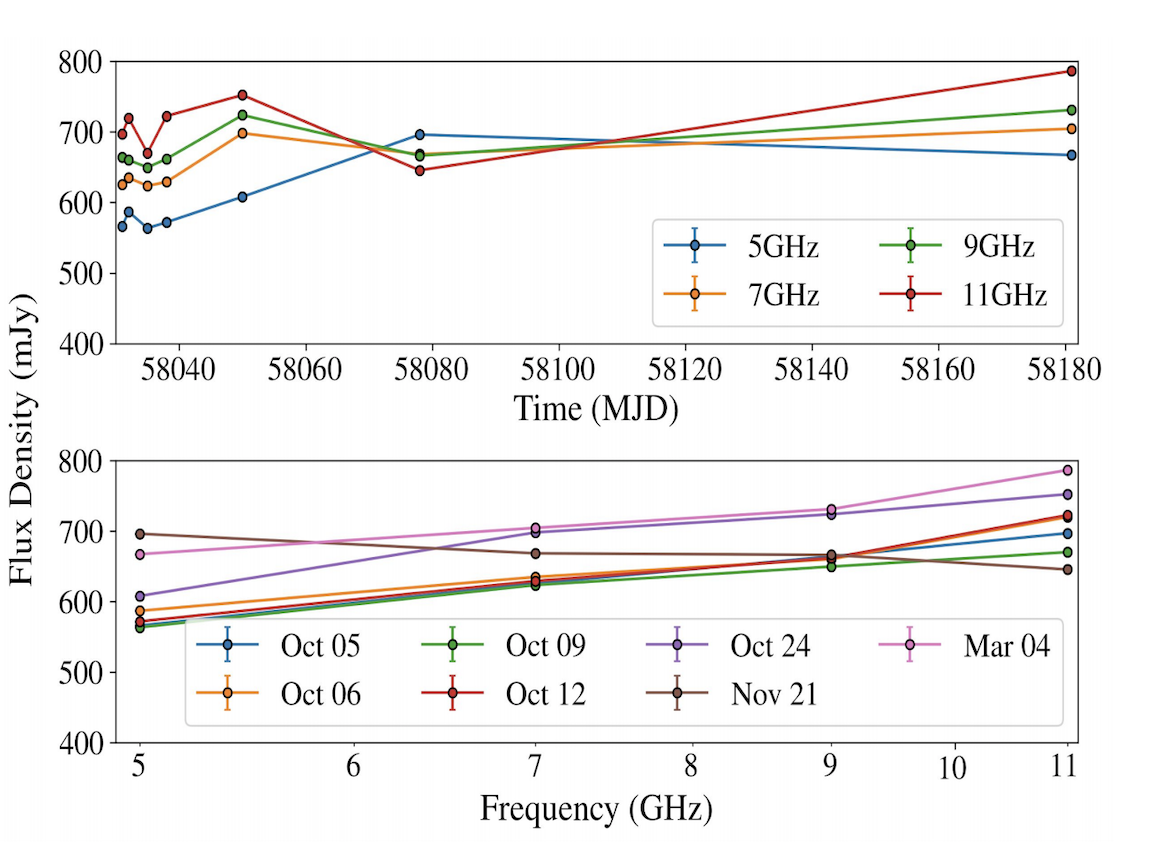 800
700
600
500
400
58040 58060 58080 58100 58120 58140 58160 58180
Time (MJD)
5GHz 9GHz
7GHz 11GHz
Flux Density (mJy)
800
700
600
500
400
Oct 05 Oct 09 Oct 24 Mar 04
Oct 06 Oct 12 Nov 21
5 6 7 8 9 10 11
Frequency (GHz)